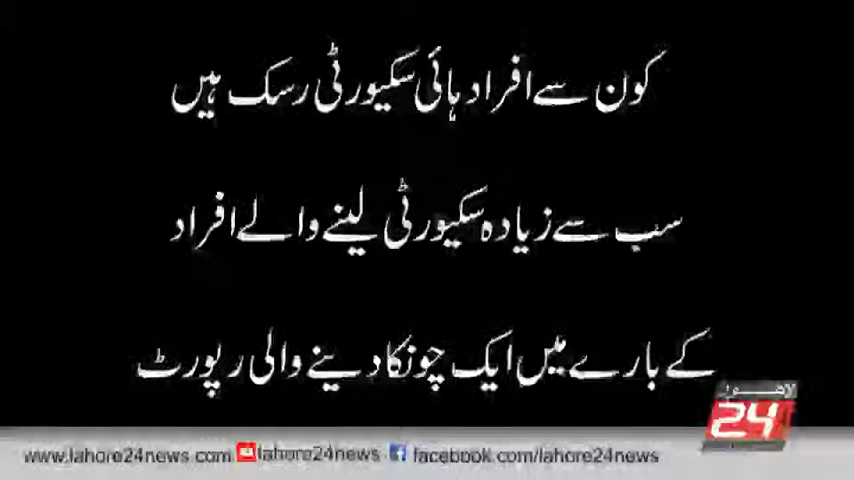 کون سے افراد ہائی سکیورٹی رسک ہیں
سب سے زیادہ سکیورٹی لینے والے افراد
کے بارے میں ایک چونکا دینے والی رپورٹ
لاہور
24
www.lahore24news.com lahore24news facebook.com/lahore24news